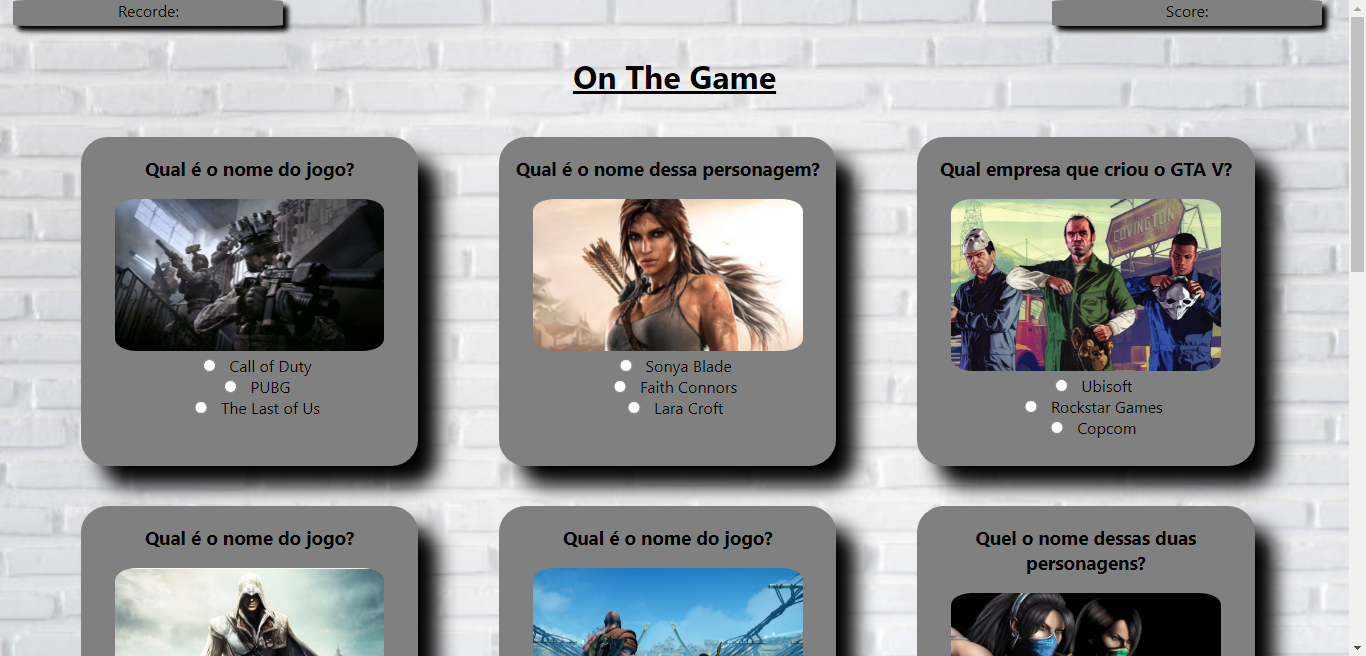 Recorde:
Score:
On The Game
Qual é o nome do jogo?
Call of Duty
PUBG
The Last of Us
Qual é o nome dessa personagem?
Sonya Blade
Faith Connors
Lara Croft
Qual empresa que criou o GTA V?
COVINGTON
Ubisoft
Rockstar Games
Copcom
Qual é o nome do jogo?
Qual é o nome do jogo?
Quel o nome dessas duas
personagens?